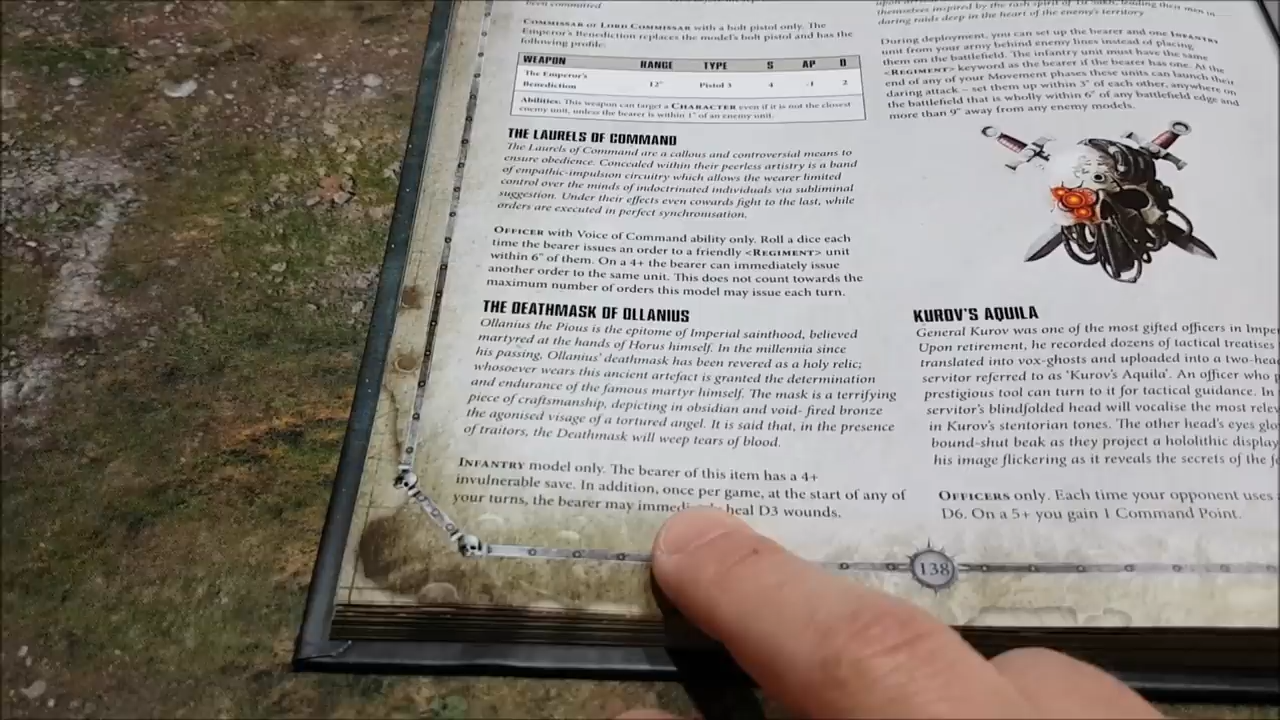 been committed
COMMISSAR or LORD COMMISSAR with a bolt pistol only. The
Emperor's Benediction replaces the model's bolt pistol and has the
following profile:
WEAPON RANGE TYPE S AP D
The Emperor's
Benediction 12" Pistol 3 4 -1 2
Abilities: This weapon can target a CHARACTER even if it is not the closest
enemy unit, unless the bearer is within 1" of an enemy unit.
THE LAURELS OF COMMAND
The Laurels of Command are a callous and controversial means to
ensure obedience. Concealed within their peerless artistry is a band
of empathic-impulsion circuitry which allows the wearer limited
control over the minds of indoctrinated individuals via subliminal
suggestion. Under their effects even cowards fight to the last, while
orders are executed in perfect synchronisation.
OFFICER with Voice of Command ability only. Roll a dice each
time the bearer issues an order to a friendly <REGIMENT> unit
within 6" of them. On a 4+ the bearer can immediately issue
another order to the same unit. This does not count towards the
maximum number of orders this model may issue each turn.
THE DEATHMASK OF OLLANIUS
Ollanius the Pious is the epitome of Imperial sainthood, believed
martyred at the hands of Horus himself. In the millennia since
his passing, Ollanius' deathmask has been revered as a holy relic;
whosoever wears this ancient artefact is granted the determination
and endurance of the famous martyr himself. The mask is a terrifying
piece of craftsmanship, depicting in obsidian and void- fired bronze
the agonised visage of a tortured angel. It is said that, in the presence
of traitors, the Deathmask will weep tears of blood.
INFANTRY model only. The bearer of this item has a 4+
invulnerable save. In addition, once per game, at the start of any of
your turns, the bearer may heal D3 wounds.
themselves inspired by the rash spirit of leading their men in
daring raids deep in the heart of the enemy's territory
During deployment, you can set up the bearer and one INFANTRY
unit from your army behind enemy lines instead of placing
them on the battlefield. The infantry unit must have the same
<REGIMENT> keyword as the bearer if the bearer has one. At the
end of any of your Movement phases these units can launch their
daring attack – set them up within 3" of each other, anywhere on
the battlefield that is wholly within 6" of any battlefield edge and
more than 9" away from any enemy models.
KUROV'S AQUILA
General Kurov was one of the most gifted officers in Impe
Upon retirement, he recorded dozens of tactical treatises
translated into vox-ghosts and uploaded into a two-hea
servitor referred to as 'Kurov's Aquila'. An officer who p
prestigious tool can turn to it for tactical guidance. In
servitor's blindfolded head will vocalise the most rele
in Kurov's stentorian tones. The other head's eyes glo
bound-shut beak as they project a hololithic display
his image flickering as it reveals the secrets of the
OFFICERS only. Each time your opponent uses
D6. On a 5+ you gain 1 Command Point.
138